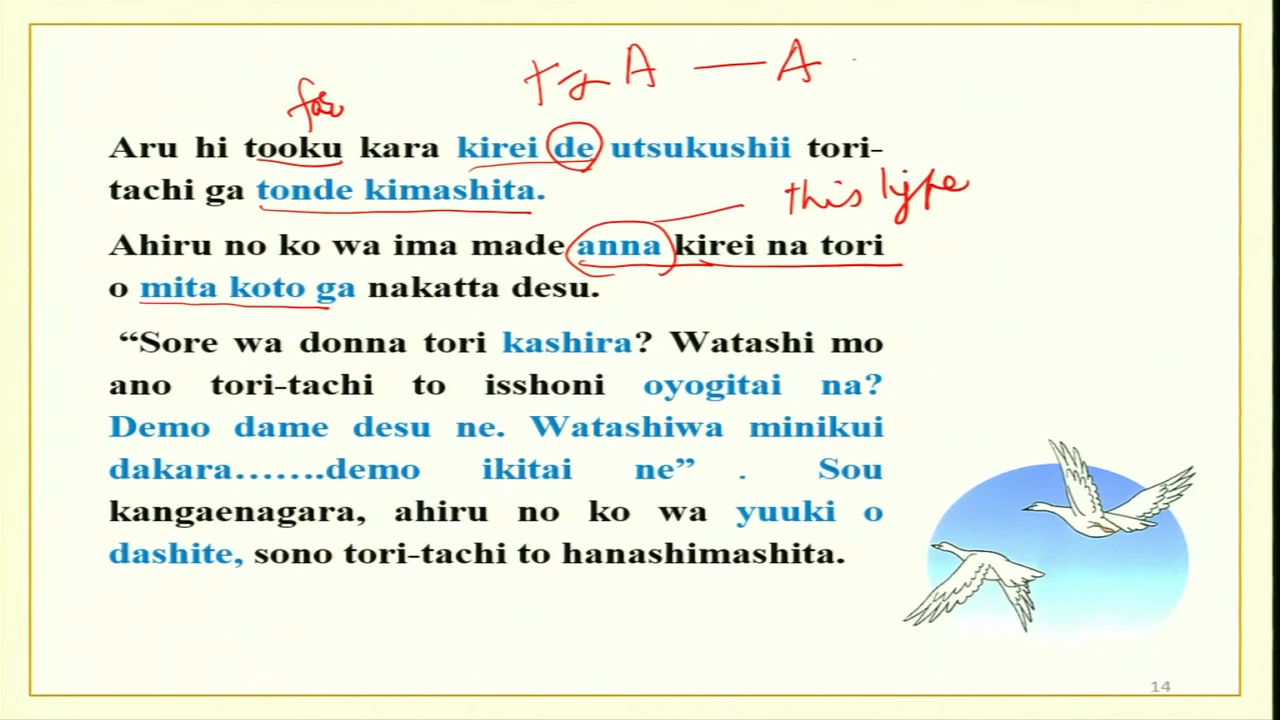 ナ-adj A — A
far
Aru hi tooku kara kirei de utsukushii tori-
tachi ga tonde kimashita.
this type
Ahiru no ko wa ima made anna kirei na tori
o mita koto ga nakatta desu.
“Sore wa donna tori kashira? Watashi mo
ano tori-tachi to isshoni oyogitai na?
Demo dame desu ne. Watashiwa minikui
dakara…….demo ikitai ne” . Sou
kangaenagara, ahiru no ko wa yuuki o
dashite, sono tori-tachi to hanashimashita.
14